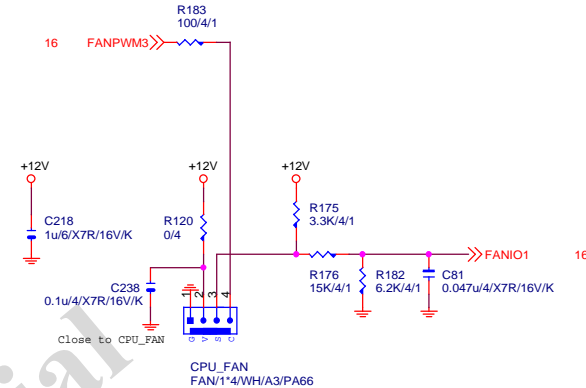 R183
100/4/1
16 FANPWM3
+12V +12V +12V
C218
1u/6/X7R/16V/K
R120
0/4
R175
3.3K/4/1
FANIO1 16
R176
15K/4/1
R182
6.2K/4/1
C81
0.047u/4/X7R/16V/K
C238
0.1u/4/X7R/16V/K
1 2 3 4
G V S C
Close to CPU_FAN
CPU_FAN
FAN/1*4/WH/A3/PA66
ial